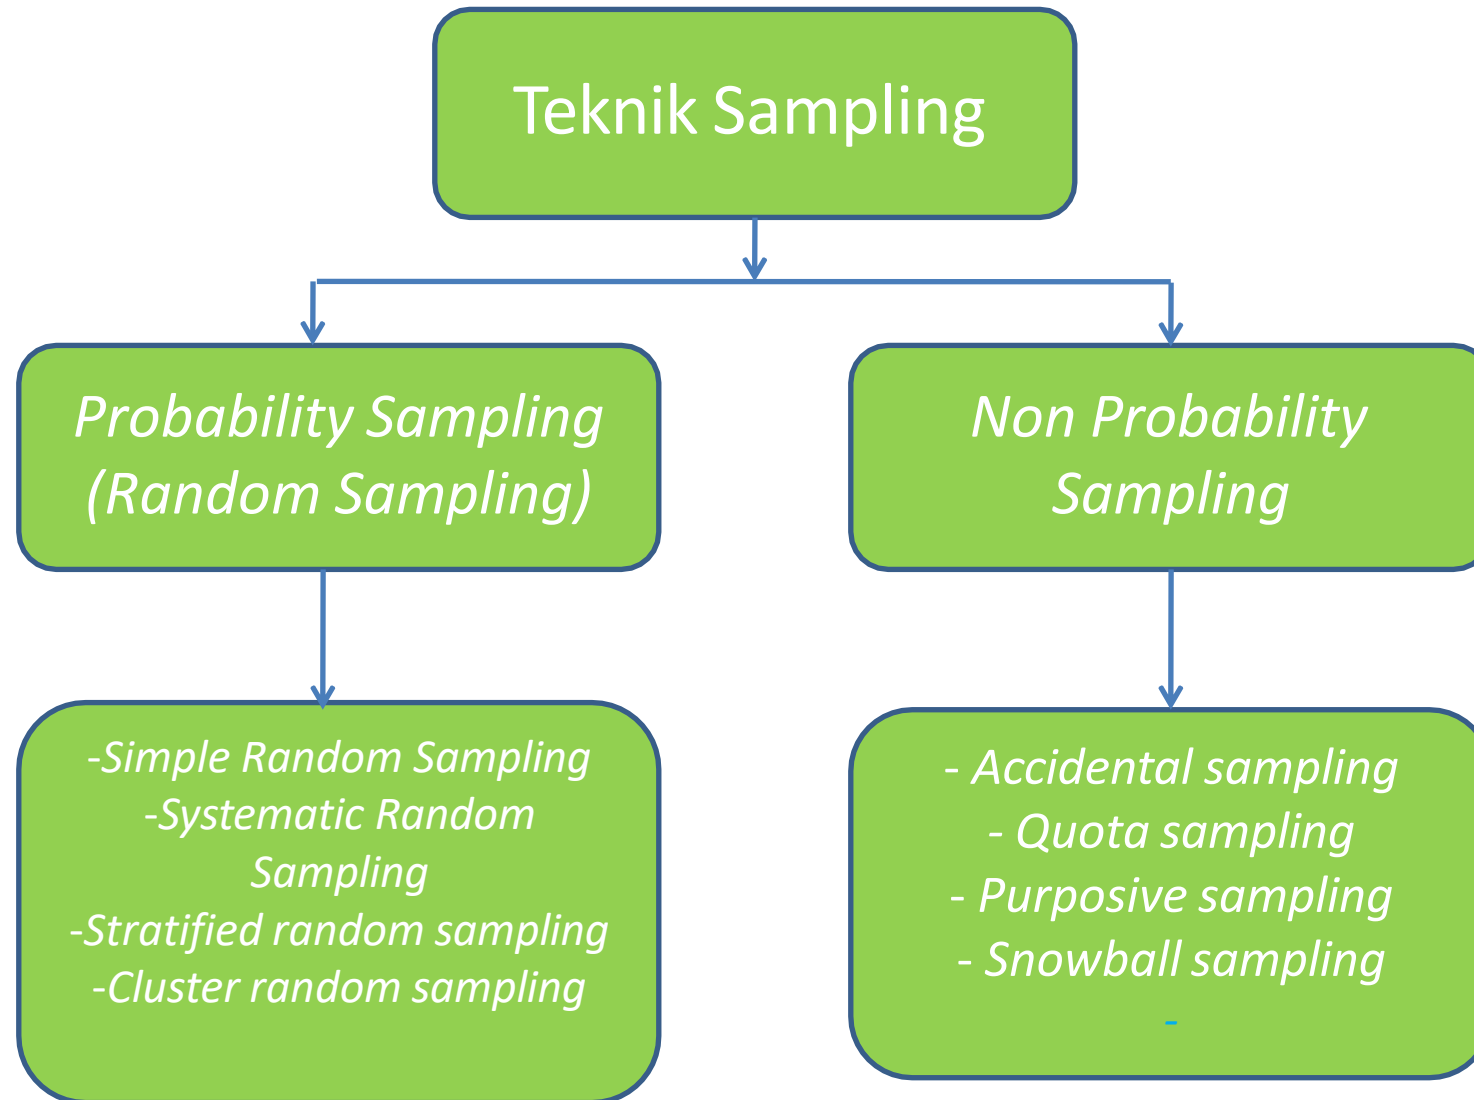 Teknik Sampling
Probability Sampling
(Random Sampling)
Non Probability
Sampling
-Simple Random Sampling
-Systematic Random
Sampling
-Stratified random sampling
-Cluster random sampling
- Accidental sampling
- Quota sampling
- Purposive sampling
- Snowball sampling
-